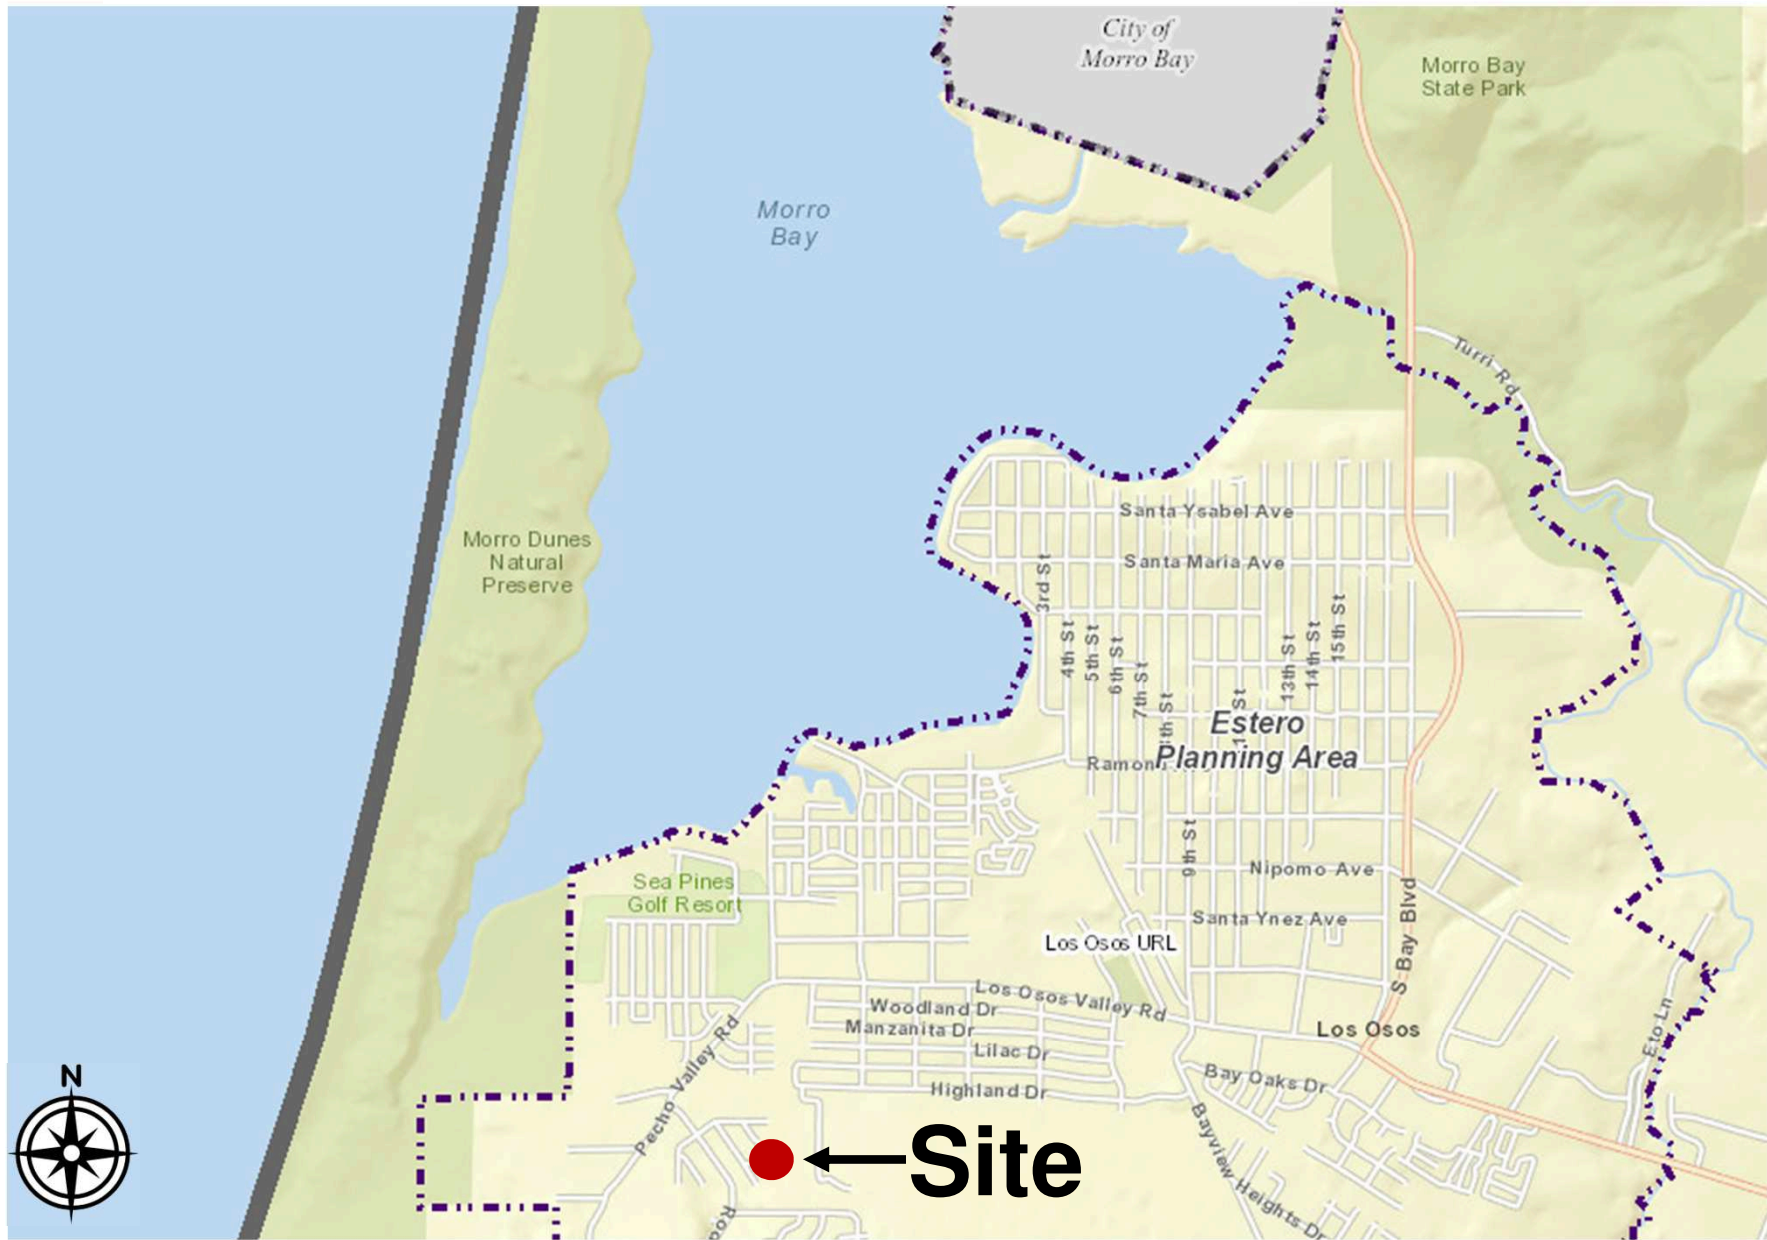 City of
Morro Bay
Morro Bay
State Park
Morro
Bay
Turri Rd
Santa Ysabel Ave
Morro Dunes
Natural
Preserve
Santa Maria Ave
3rd St
4th St
5th St
6th St
7th St
13th St
14th St
15th St
Estero
Planning Area
9th St
Nipomo Ave
Sea Pines
Golf Resort
Santa Ynez Ave
Los Osos URL
S Bay Blvd
Los Osos Valley Rd
Woodland Dr
Manzanita Dr
Los Osos
Lilac Dr
Eto Ln
Pecho Valley Rd
Highland Dr
Bay Oaks Dr
N
Site
Bayview Heights Dr